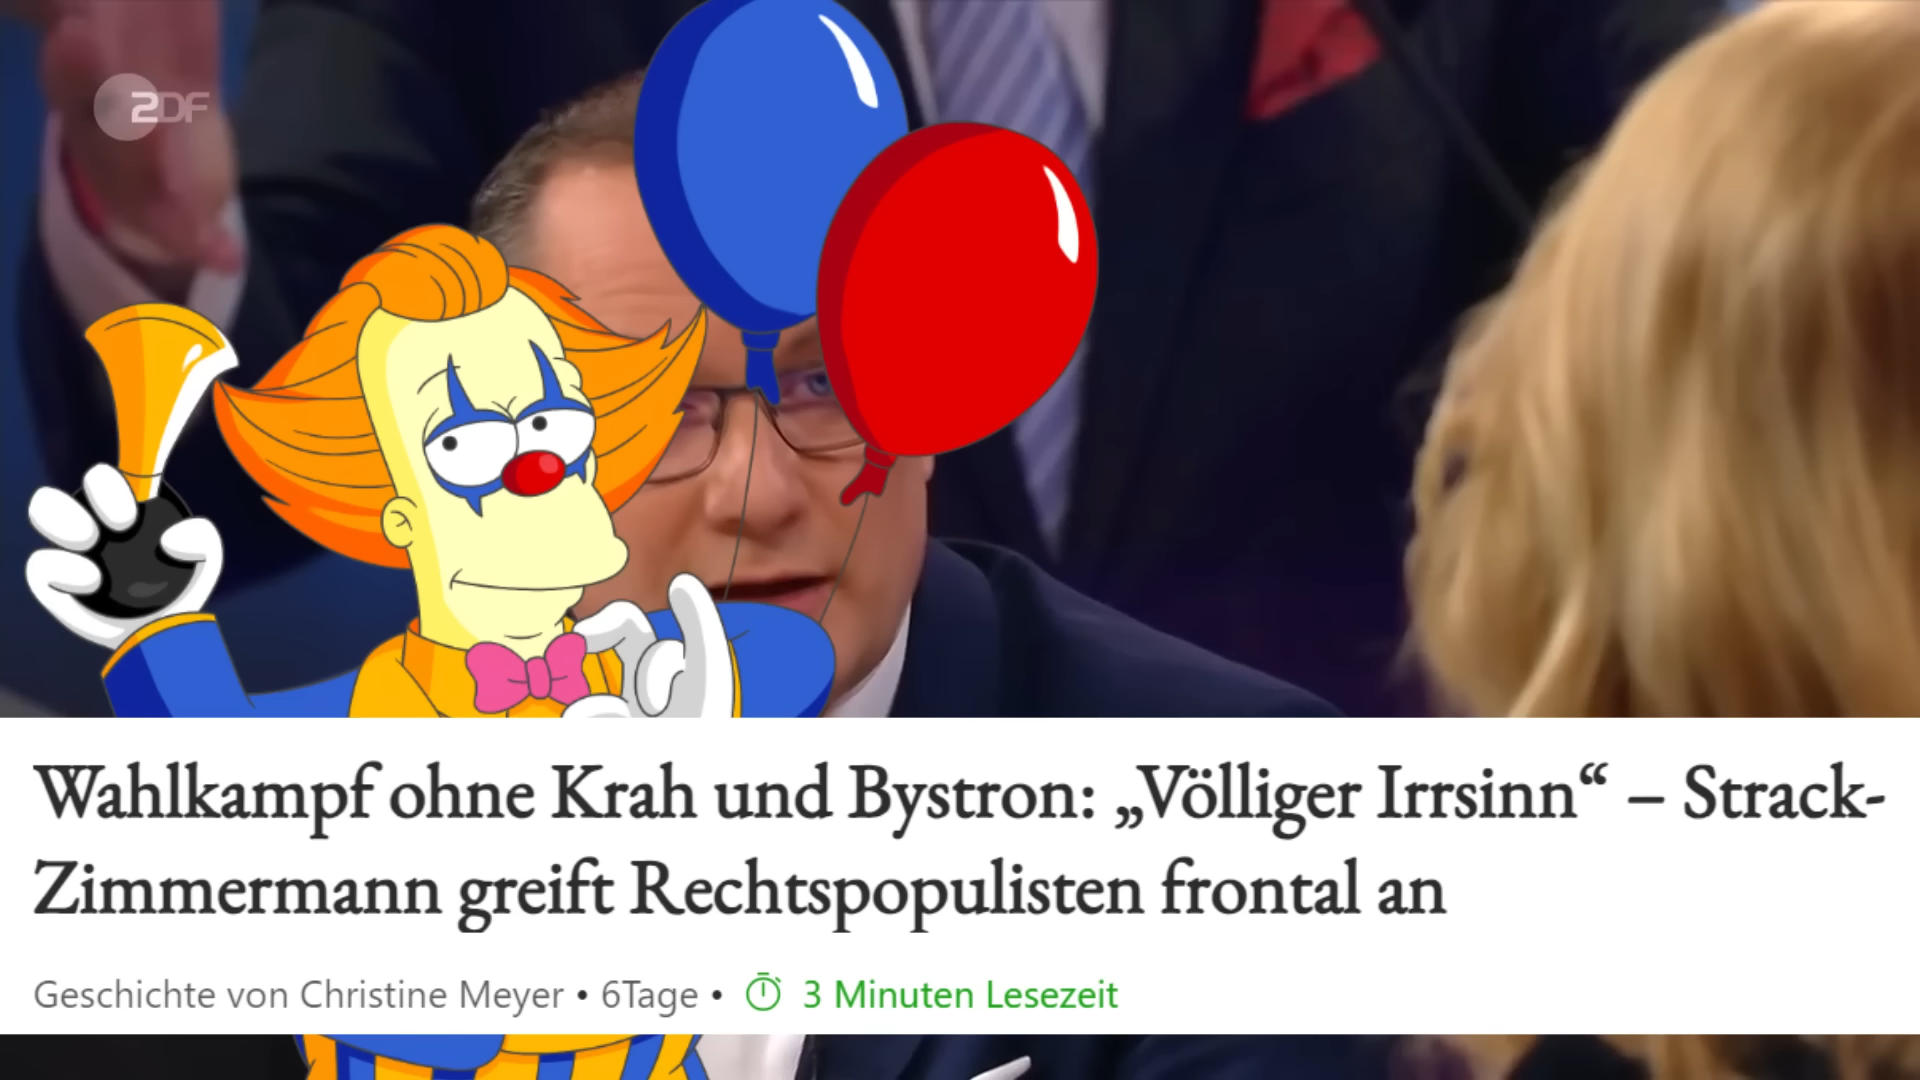 ZDF
Wahlkampf ohne Krah und Bystron: „Völliger Irrsinn“ – Strack-
Zimmermann greift Rechtspopulisten frontal an
Geschichte von Christine Meyer • 6Tage • 3 Minuten Lesezeit